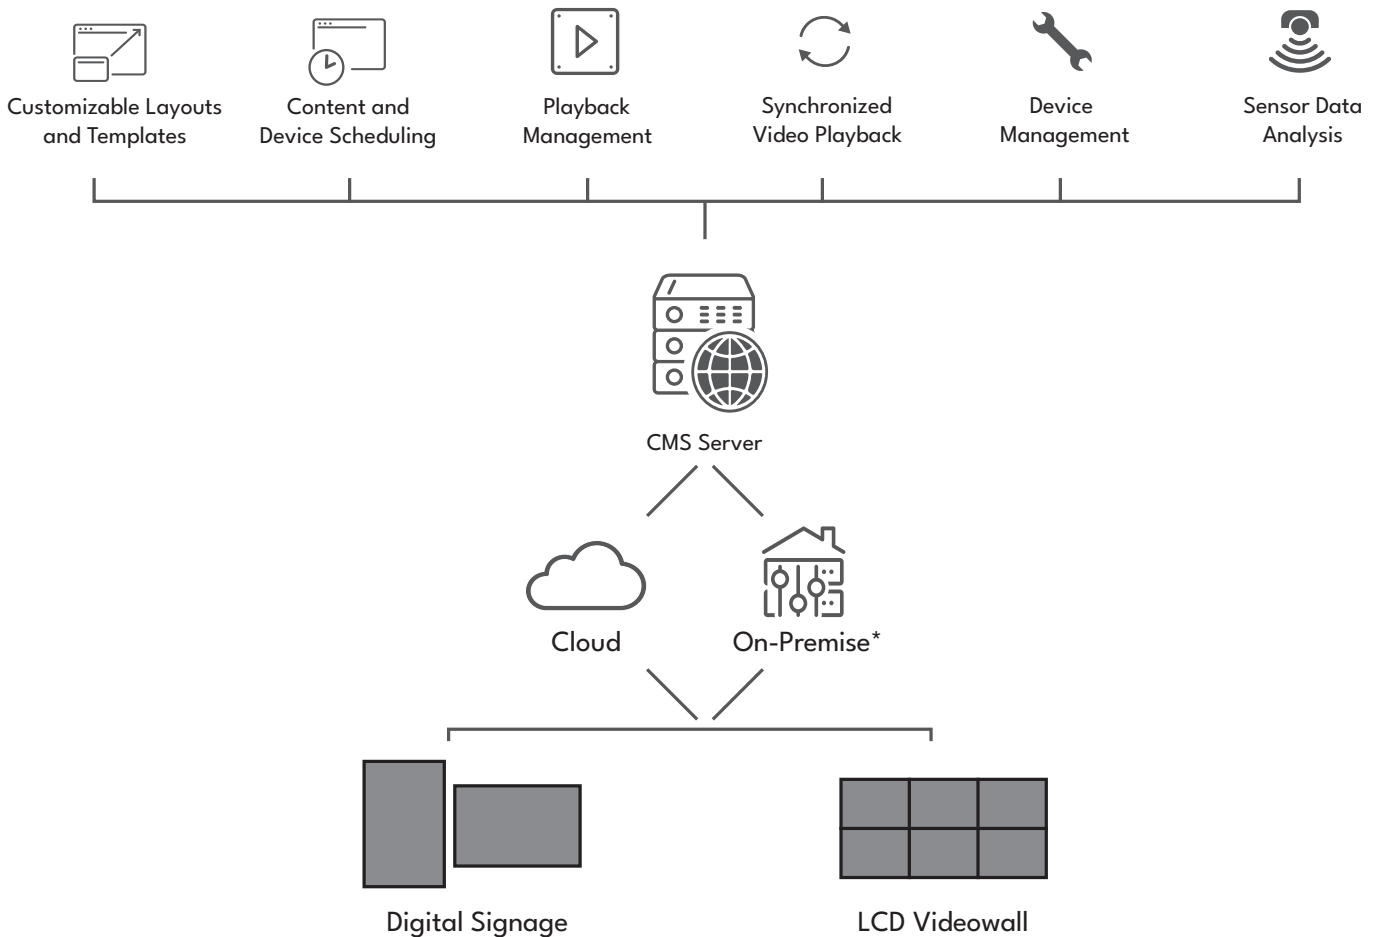 Customizable Layouts
and Templates
Content and
Device Scheduling
Playback
Management
Synchronized
Video Playback
Device
Management
Sensor Data
Analysis
CMS Server
Cloud
On-Premise*
Digital Signage
LCD Videowall